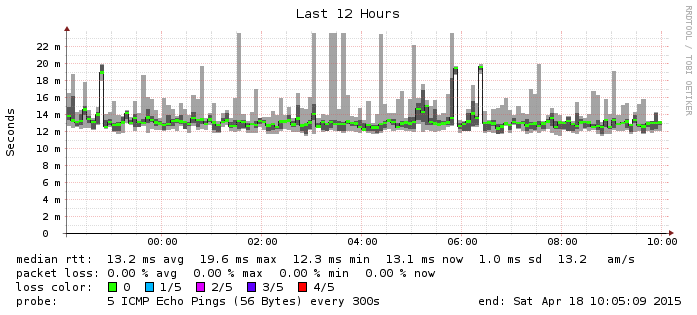 Last 12 Hours
RRDTOOL / TOBI OETIKER
Seconds
22 m
20 m
18 m
16 m
14 m
12 m
10 m
8 m
6 m
4 m
2 m
0
00:00 02:00 04:00 06:00 08:00 10:00
median rtt: 13.2 ms avg 19.6 ms max 12.3 ms min 13.1 ms now 1.0 ms sd 13.2 am/s
packet loss: 0.00 % avg 0.00 % max 0.00 % min 0.00 % now
loss color: 0 1/5 2/5 3/5 4/5
probe: 5 ICMP Echo Pings (56 Bytes) every 300s end: Sat Apr 18 10:05:09 2015